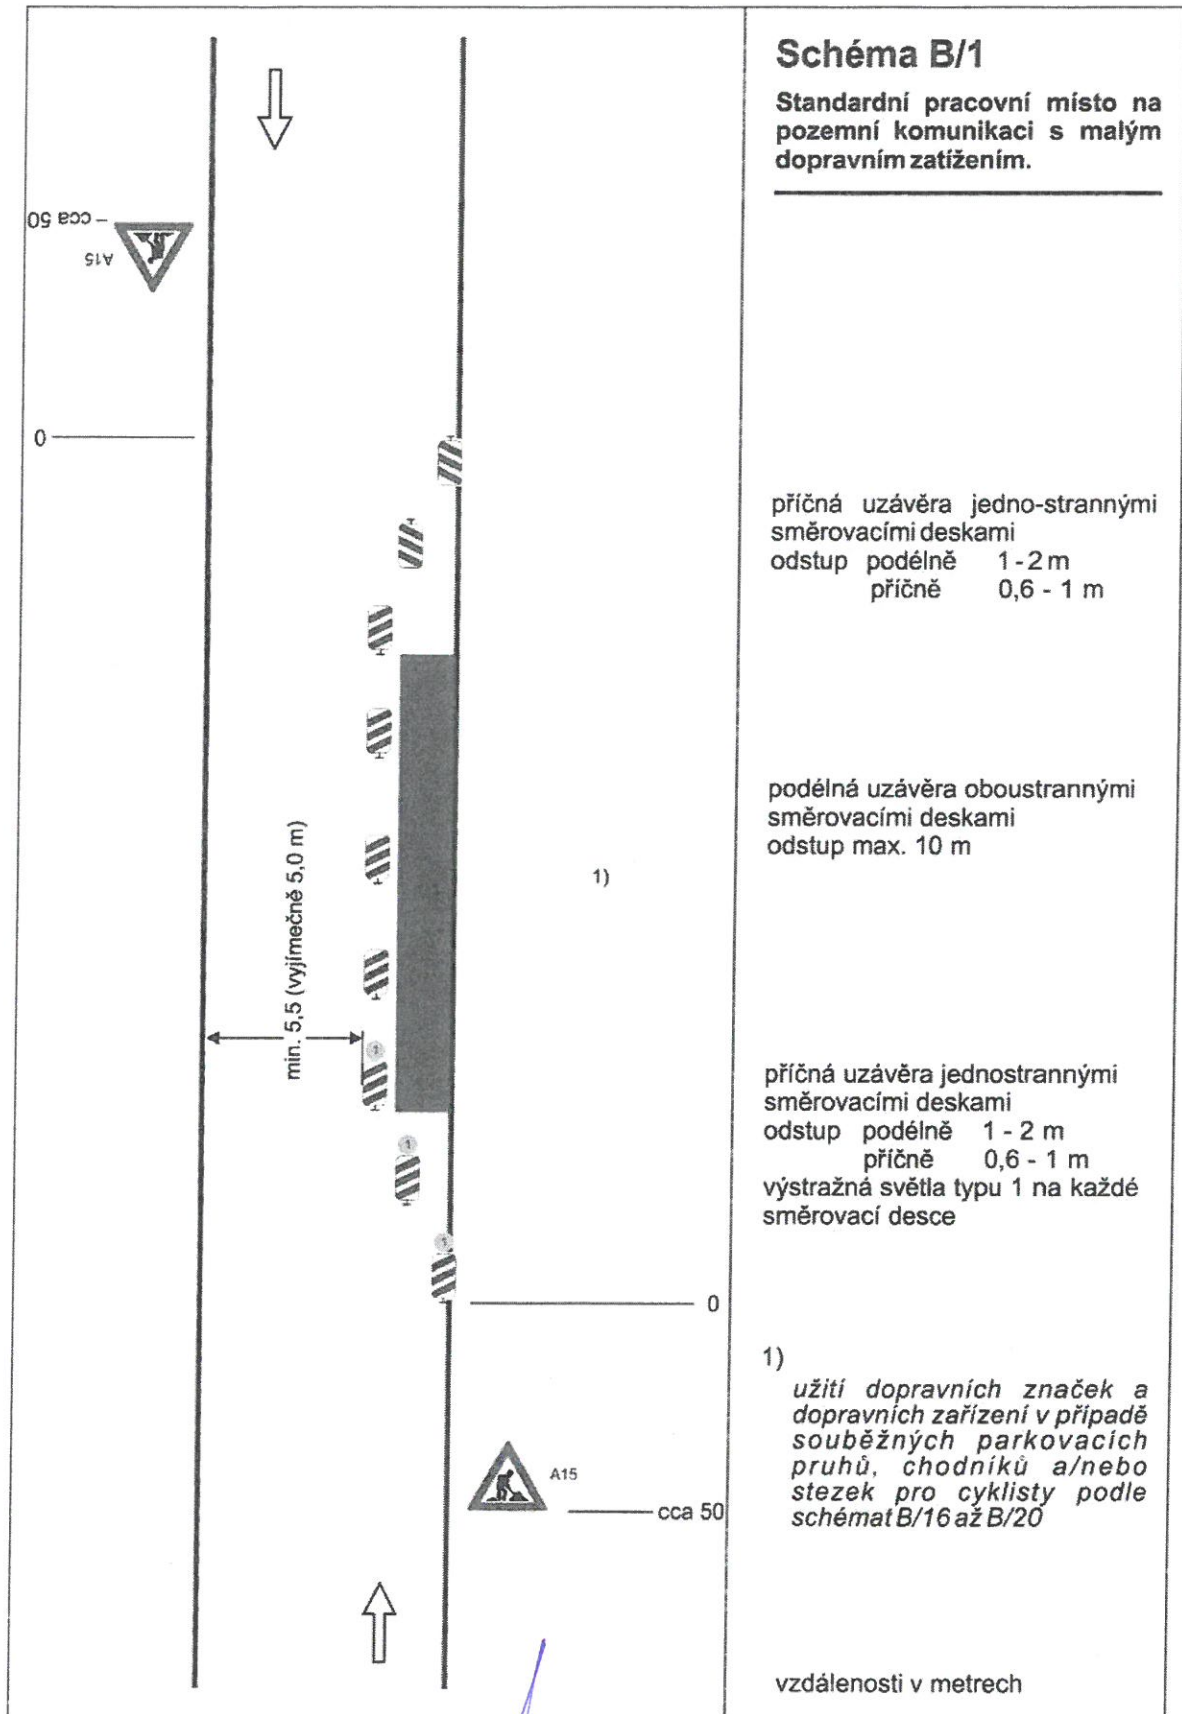 Schéma B/1
Standardní pracovní místo na
pozemní komunikaci s malým
dopravním zatížením.
cca 50
A15
0
příčná uzávěra jedno-strannými
směrovacími deskami
odstup podélně 1 - 2 m
příčně 0,6 - 1 m
podélná uzávěra oboustrannými
směrovacími deskami
odstup max. 10 m
1)
min. 5,5 (vyjímečně 5,0 m)
1
1
1
příčná uzávěra jednostrannými
směrovacími deskami
odstup podélně 1 - 2 m
příčně 0,6 - 1 m
výstražná světla typu 1 na každé
směrovací desce
0
A15
cca 50
1)
užití dopravních značek a
dopravních zařízení v případě
souběžných parkovacích
pruhů, chodníků a/nebo
stezek pro cyklisty podle
schémat B/16 až B/20
vzdálenosti v metrech